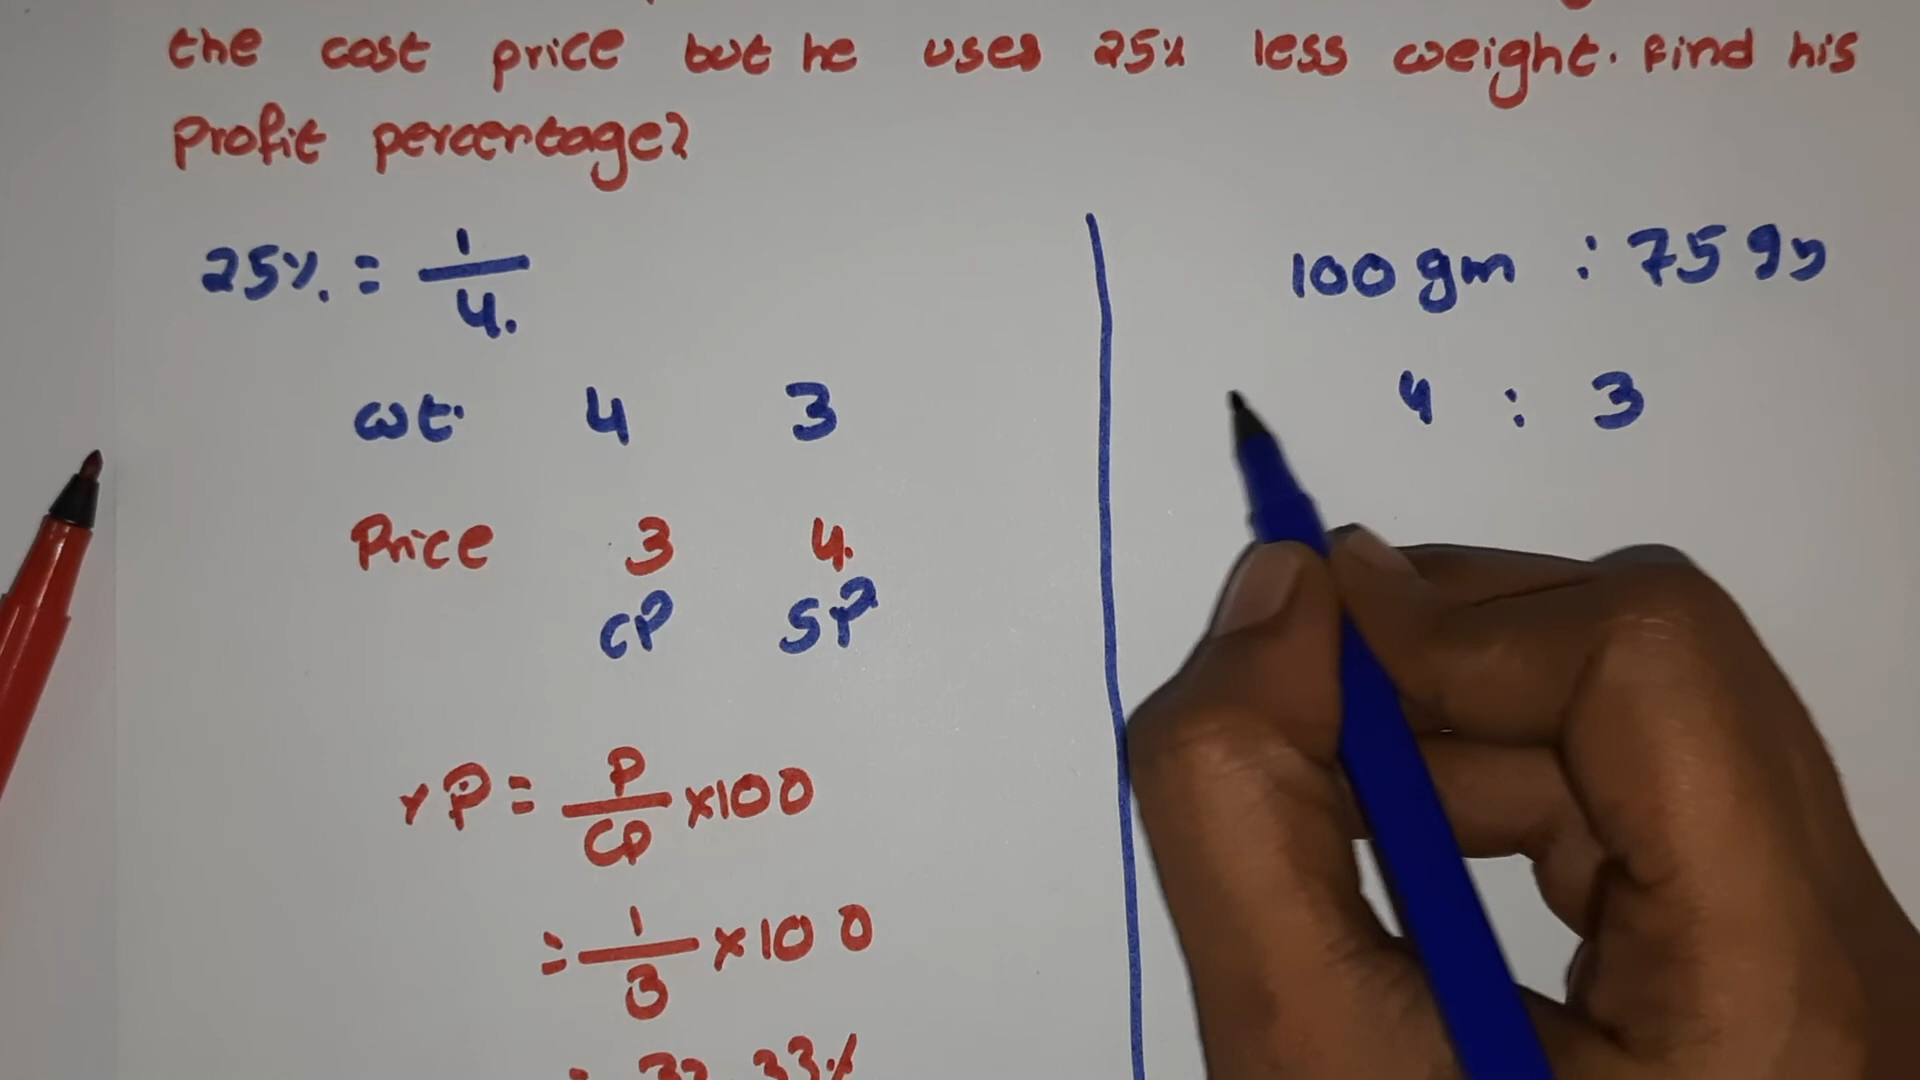 the cost price but he uses 25% less weight. Find his
Profit percentage?
25%. = 1/4.
wt. 4 3
Price 3 4.
CP SP
P = P/CP ×100
= 1/3 ×100
100 gm : 75 g
4 : 3